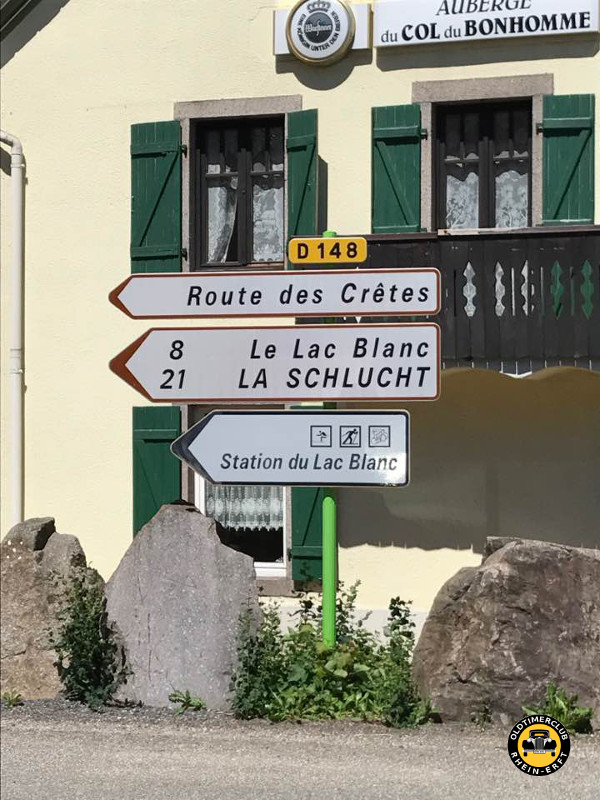 AUBERGE
du COL du BONHOMME
Warsteiner
D 148
Route des Crêtes
8 Le Lac Blanc
21 LA SCHLUCHT
Station du Lac Blanc
OLDTIMERCLUB
RHEIN-ERFT